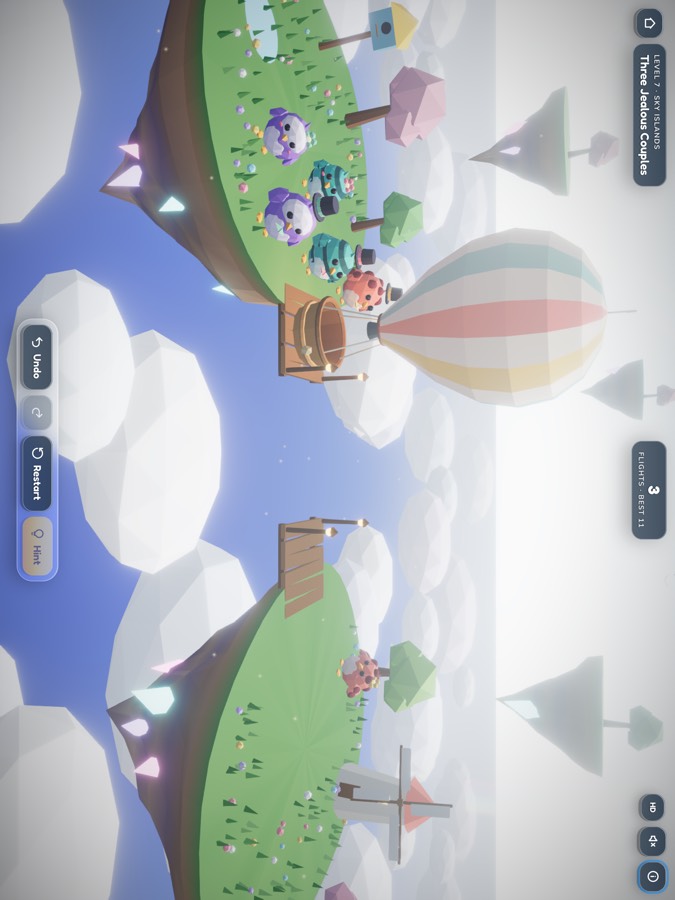 LEVEL 7 · SKY ISLANDS
Three Jealous Couples
3
FLIGHTS · BEST 11
HD
Undo
Restart
Hint